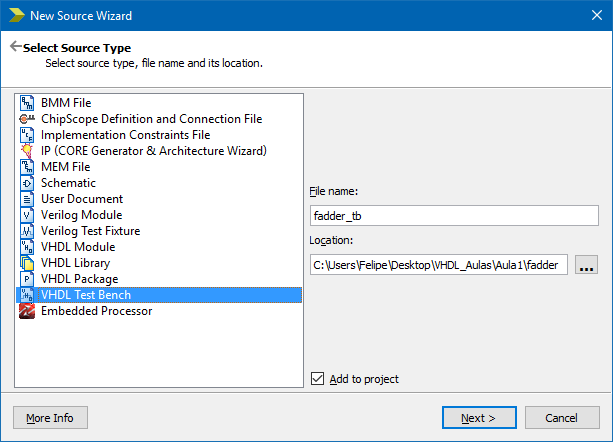 New Source Wizard
Select Source Type
Select source type, file name and its location.
BMM File
ChipScope Definition and Connection File
Implementation Constraints File
IP (CORE Generator & Architecture Wizard)
MEM File
Schematic
User Document
Verilog Module
Verilog Test Fixture
VHDL Module
VHDL Library
VHDL Package
VHDL Test Bench
Embedded Processor
File name:
fadder_tb
Location:
C:\Users\Felipe\Desktop\VHDL_Aulas\Aula1\fadder
...
Add to project
More Info
Next >
Cancel